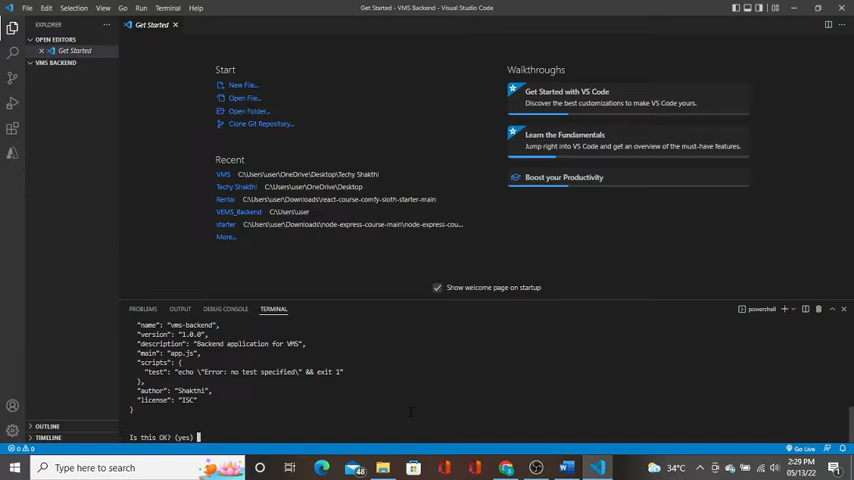 File Edit Selection View Go Run Terminal Help
Get Started - VMS Backend - Visual Studio Code
EXPLORER
Get Started
OPEN EDITORS
Get Started
VMS BACKEND
Start
New File...
Open File...
Open Folder...
Clone Git Repository...
Recent
VMS C:\Users\user\OneDrive\Desktop\Techy Shakthi
Techy Shakthi C:\Users\user\OneDrive\Desktop
Rental C:\Users\user\Downloads\react-course-comfy-sloth-starter-main
VEMS_Backend C:\Users\user
starter C:\Users\user\Downloads\node-express-course-main\node-express-cou...
More...
Walkthroughs
Get Started with VS Code
Discover the best customizations to make VS Code yours.
Learn the Fundamentals
Jump right into VS Code and get an overview of the must-have features.
Boost your Productivity
Show welcome page on startup
PROBLEMS OUTPUT DEBUG CONSOLE TERMINAL
powershell
"name": "vms-backend",
"version": "1.0.0",
"description": "Backend application for VMS",
"main": "app.js",
"scripts": {
"test": "echo \"Error: no test specified\" && exit 1"
},
"author": "Shakthi",
"license": "ISC"
}
Is this OK? (yes)
OUTLINE
TIMELINE
0 0
Go Live
Type here to search
48
34°C
2:29 PM
05/13/22
1